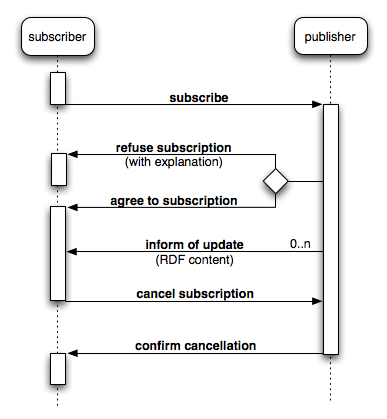 subscriber
publisher
subscribe
refuse subscription
(with explanation)
agree to subscription
inform of update
0..n
(RDF content)
cancel subscription
confirm cancellation